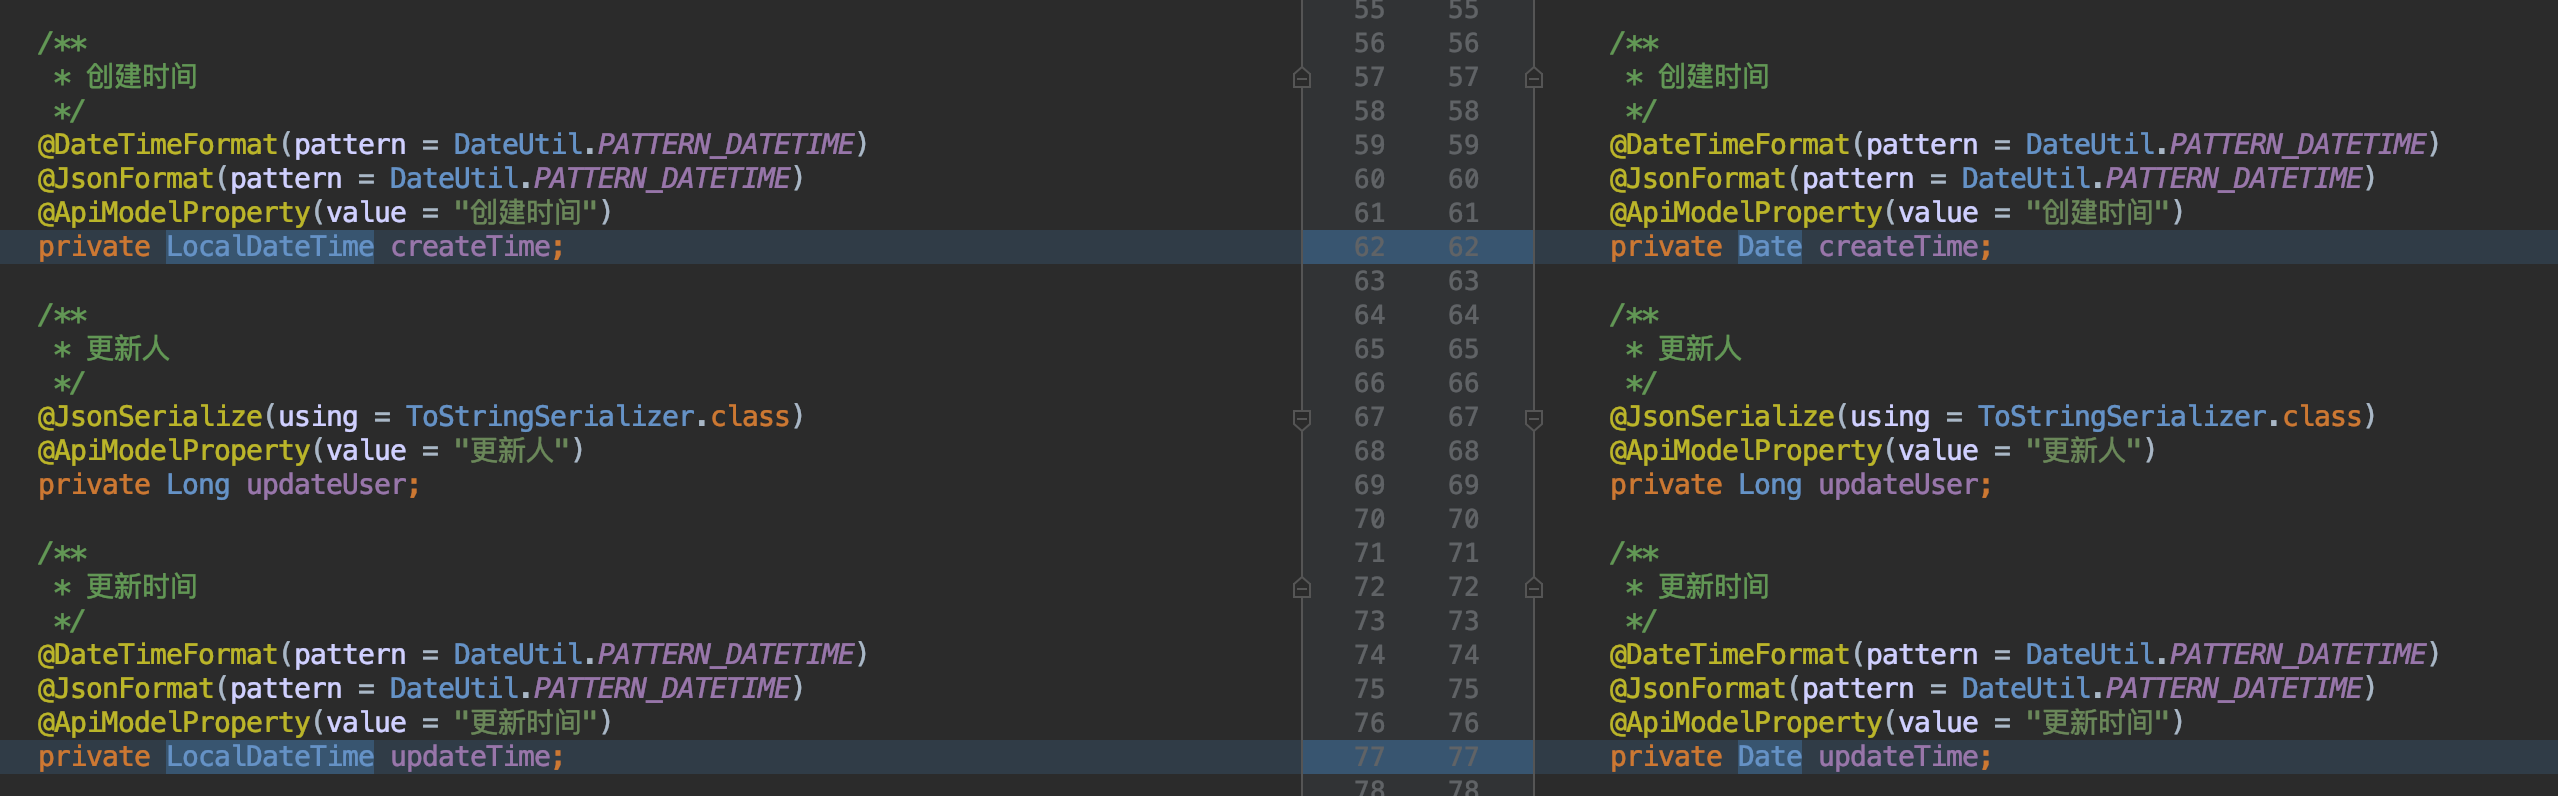 /**
 * 创建时间
 */
@DateTimeFormat(pattern = DateUtil.PATTERN_DATETIME)
@JsonFormat(pattern = DateUtil.PATTERN_DATETIME)
@ApiModelProperty(value = "创建时间")
private LocalDateTime createTime;
/**
 * 更新人
 */
@JsonSerialize(using = ToStringSerializer.class)
@ApiModelProperty(value = "更新人")
private Long updateUser;
/**
 * 更新时间
 */
@DateTimeFormat(pattern = DateUtil.PATTERN_DATETIME)
@JsonFormat(pattern = DateUtil.PATTERN_DATETIME)
@ApiModelProperty(value = "更新时间")
private LocalDateTime updateTime;
55 55
56 56
57 57
58 58
59 59
60 60
61 61
62 62
63 63
64 64
65 65
66 66
67 67
68 68
69 69
70 70
71 71
72 72
73 73
74 74
75 75
76 76
77 77
78 78
/**
 * 创建时间
 */
@DateTimeFormat(pattern = DateUtil.PATTERN_DATETIME)
@JsonFormat(pattern = DateUtil.PATTERN_DATETIME)
@ApiModelProperty(value = "创建时间")
private Date createTime;
/**
 * 更新人
 */
@JsonSerialize(using = ToStringSerializer.class)
@ApiModelProperty(value = "更新人")
private Long updateUser;
/**
 * 更新时间
 */
@DateTimeFormat(pattern = DateUtil.PATTERN_DATETIME)
@JsonFormat(pattern = DateUtil.PATTERN_DATETIME)
@ApiModelProperty(value = "更新时间")
private Date updateTime;